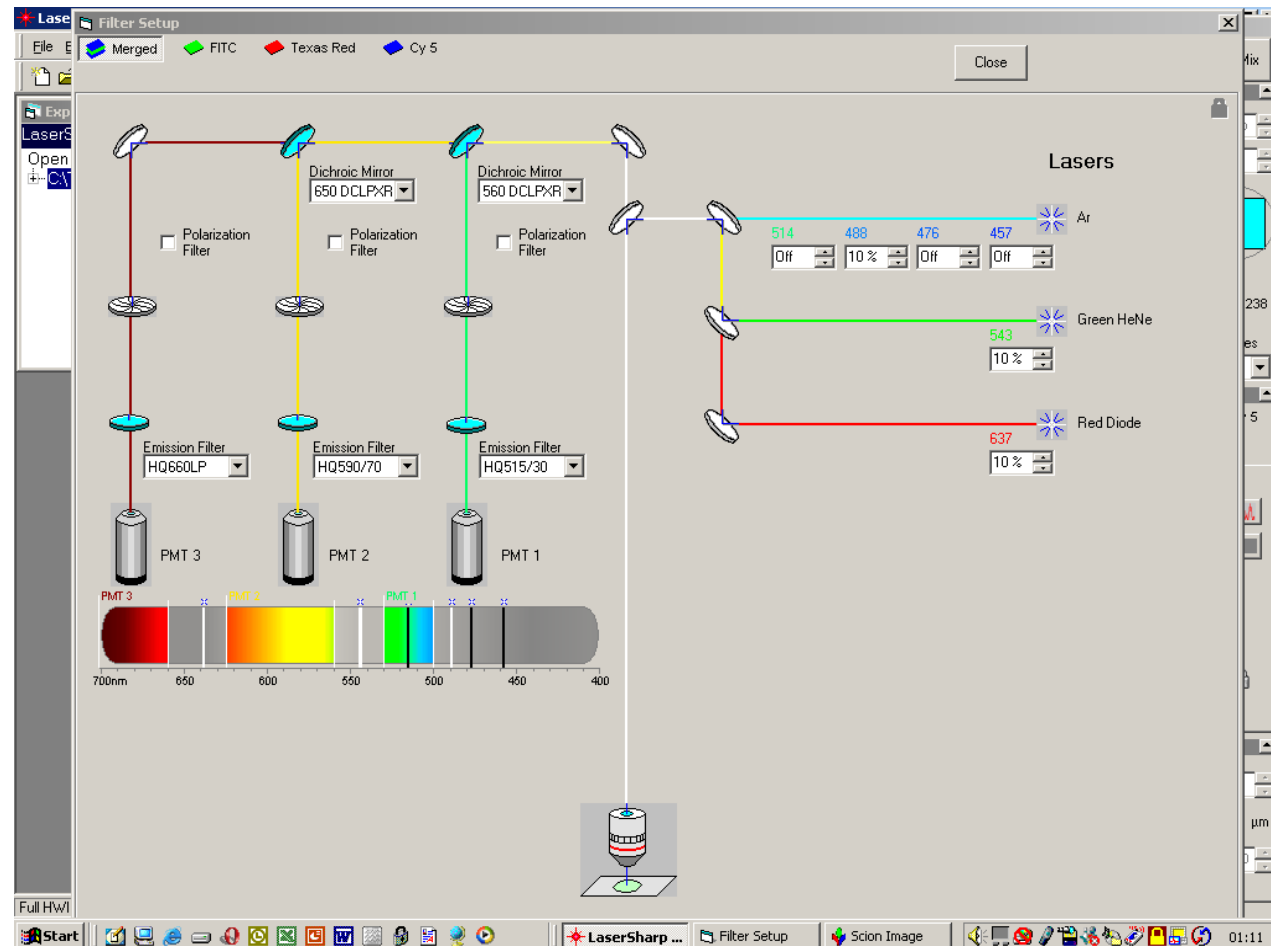 Lase
Filter Setup
File E
Merged FITC Texas Red Cy 5
Close
Mix
Exp
LaserS
Open
C:\
Lasers
Dichroic Mirror
650 DCLPXR
Dichroic Mirror
560 DCLPXR
Polarization
Filter
Polarization
Filter
Polarization
Filter
Ar
514 488 476 457
Off 10 % Off Off
238
Green HeNe
543
10 %
es
Red Diode
637
10 %
5
Emission Filter
HQ660LP
Emission Filter
HQ590/70
Emission Filter
HQ515/30
PMT 3 PMT 2 PMT 1
PMT 3 PMT 2 PMT 1
700nm 650 600 550 500 450 400
µm
Full HWI
Start LaserSharp ... Filter Setup Scion Image 01:11